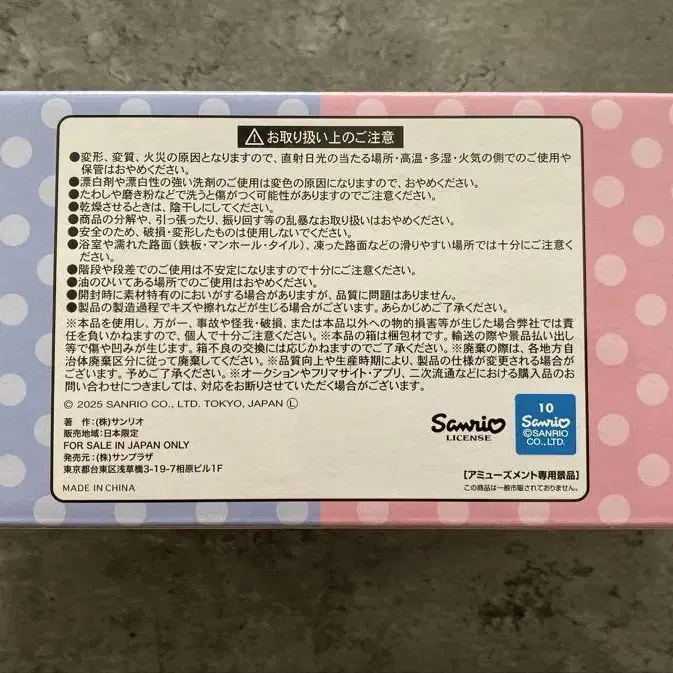 ⚠お取り扱い上のご注意
●変形、変質、火災の原因となりますので、直射日光の当たる場所・高温・多湿・火気の側でのご使用や
保管はおやめください。
●漂白剤や漂白性の強い洗剤のご使用は変色の原因になりますので、おやめください。
●たわしや磨き粉などで洗うと傷がつく可能性がありますのでご注意ください。
●乾燥させるときは、陰干しにしてください。
●商品の分解や、引っ張ったり、振り回す等の乱暴なお取り扱いはおやめください。
●安全のため、破損・変形したものは使用しないでください。
●浴室や濡れた路面(鉄板・マンホール・タイル)、凍った路面などの滑りやすい場所では十分にご注意く
ださい。
●階段や段差でのご使用は不安定になりますので十分にご注意ください。
●油のひいてある場所でのご使用はおやめください。
●開封時に素材特有のにおいがする場合がありますが、品質に問題はありません。
●製品の製造過程でキズや擦れなどが生じる場合がございます。あらかじめご了承ください。
※本品を使用し、万が一、事故や怪我・破損、または本品以外への物的損害等が生じた場合弊社では責
任を負いかねますので、個人で十分ご注意ください。※本品の箱は梱包材です。輸送の際や景品払い出し
等で傷や凹みが生じます。箱不良の交換には応じかねますのでご了承ください。※廃棄の際は、各地方自
治体廃棄区分に従って廃棄してください。※品質向上や生産時期により、製品の仕様が変更される場合が
ございます。予めご了承ください。※オークションやフリマサイト・アプリ、二次流通などにおける購入品のお
問い合わせにつきましては、対応をお断りさせていただく場合がございます。
© 2025 SANRIO CO., LTD. TOKYO, JAPAN Ⓛ
著 作:(株)サンリオ
販売地域:日本限定
FOR SALE IN JAPAN ONLY
発売元:(株)サンプラザ
東京都台東区浅草橋3-19-7相原ビル1F
MADE IN CHINA
Sanrio
LICENSE
10
Sanrio
©SANRIO
CO.,LTD.
[アミューズメント専用景品]
この商品は一般市販されておりません。